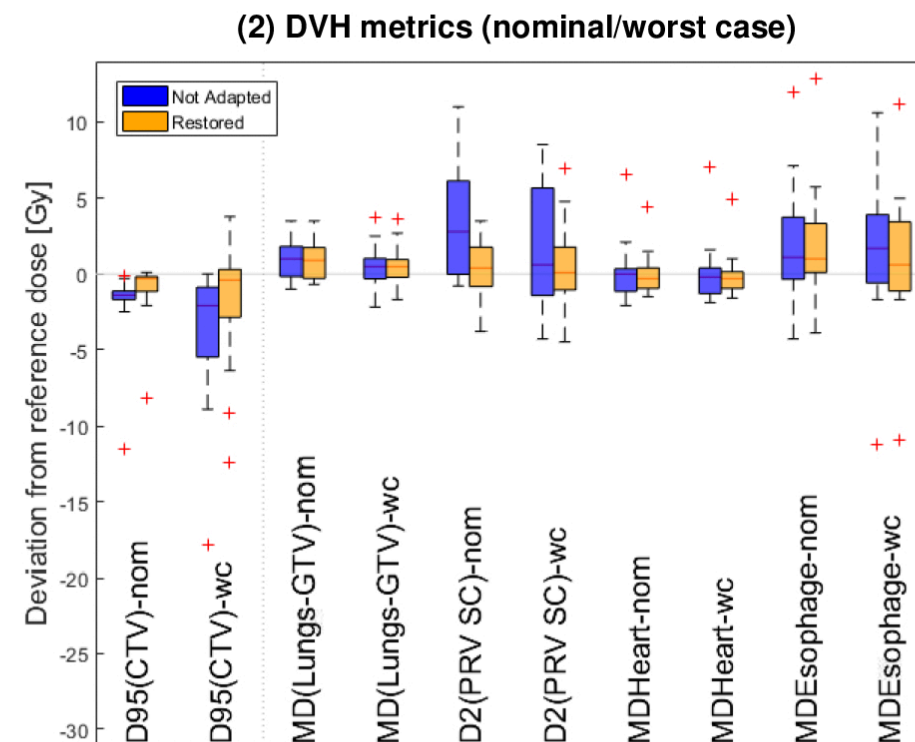 (2) DVH metrics (nominal/worst case)
Not Adapted
Restored
Deviation from reference dose [Gy]
10
5
0
-5
-10
-15
-20
-25
-30
D95(CTV)-nom
D95(CTV)-wc
MD(Lungs-GTV)-nom
MD(Lungs-GTV)-wc
D2(PRV SC)-nom
D2(PRV SC)-wc
MDHeart-nom
MDHeart-wc
MDEsophage-nom
MDEsophage-wc